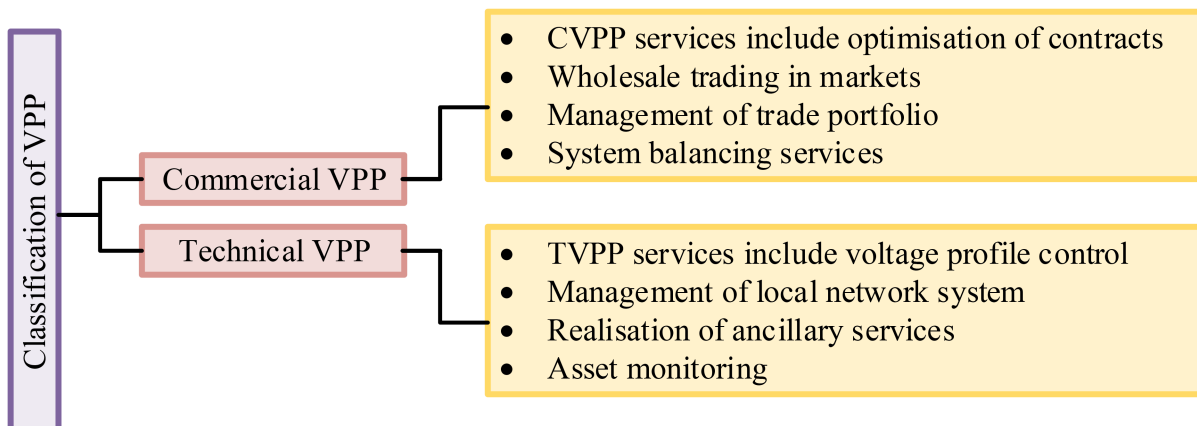 Classification of VPP
Commercial VPP
• CVPP services include optimisation of contracts
• Wholesale trading in markets
• Management of trade portfolio
• System balancing services
Technical VPP
• TVPP services include voltage profile control
• Management of local network system
• Realisation of ancillary services
• Asset monitoring